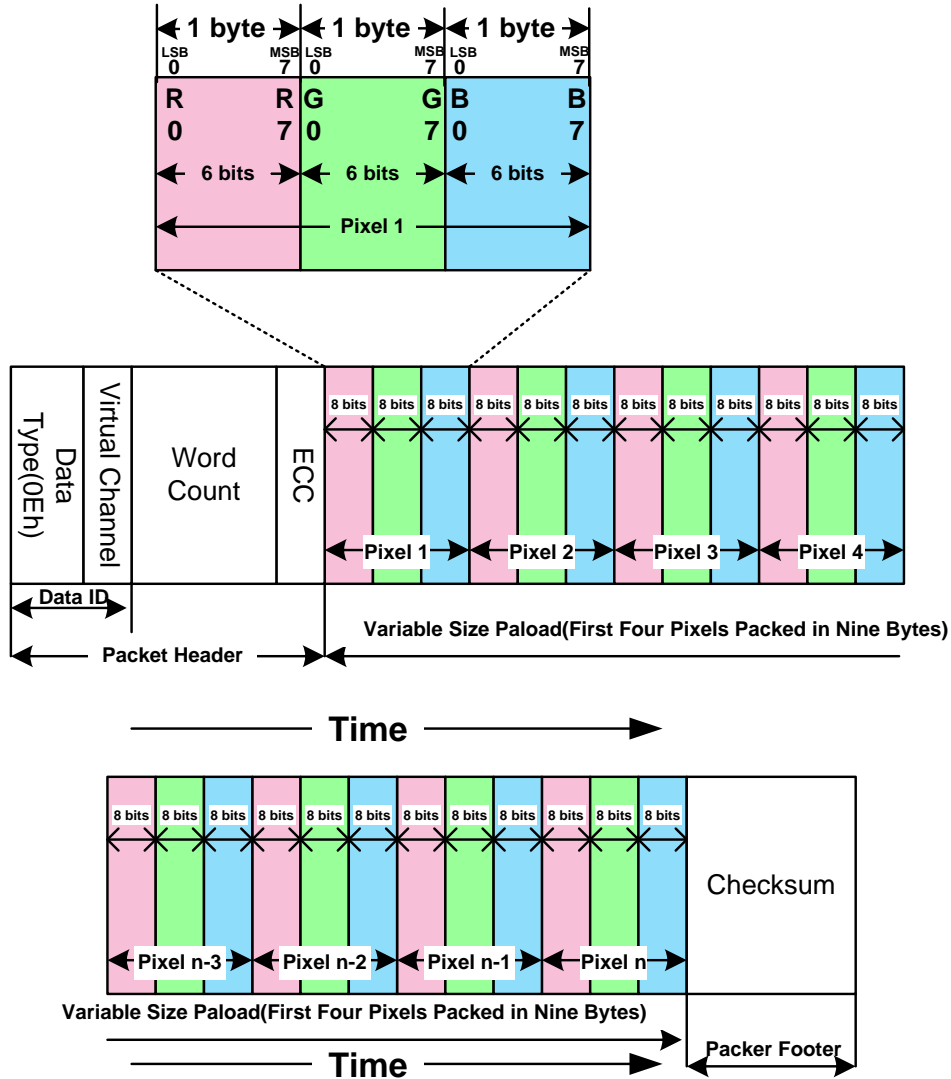 1 byte 1 byte 1 byte
LSB MSB LSB MSB LSB MSB
0 7 0 7 0 7
R R G G B B
0 7 0 7 0 7
6 bits 6 bits 6 bits
Pixel 1
Data Type(0Eh)
Virtual Channel
Word Count
ECC
8 bits 8 bits 8 bits 8 bits 8 bits 8 bits 8 bits 8 bits 8 bits 8 bits 8 bits 8 bits
Pixel 1 Pixel 2 Pixel 3 Pixel 4
Data ID
Variable Size Paload(First Four Pixels Packed in Nine Bytes)
Packet Header
Time
8 bits 8 bits 8 bits 8 bits 8 bits 8 bits 8 bits 8 bits 8 bits 8 bits 8 bits 8 bits
Checksum
Pixel n-3 Pixel n-2 Pixel n-1 Pixel n
Variable Size Paload(First Four Pixels Packed in Nine Bytes)
Packer Footer
Time